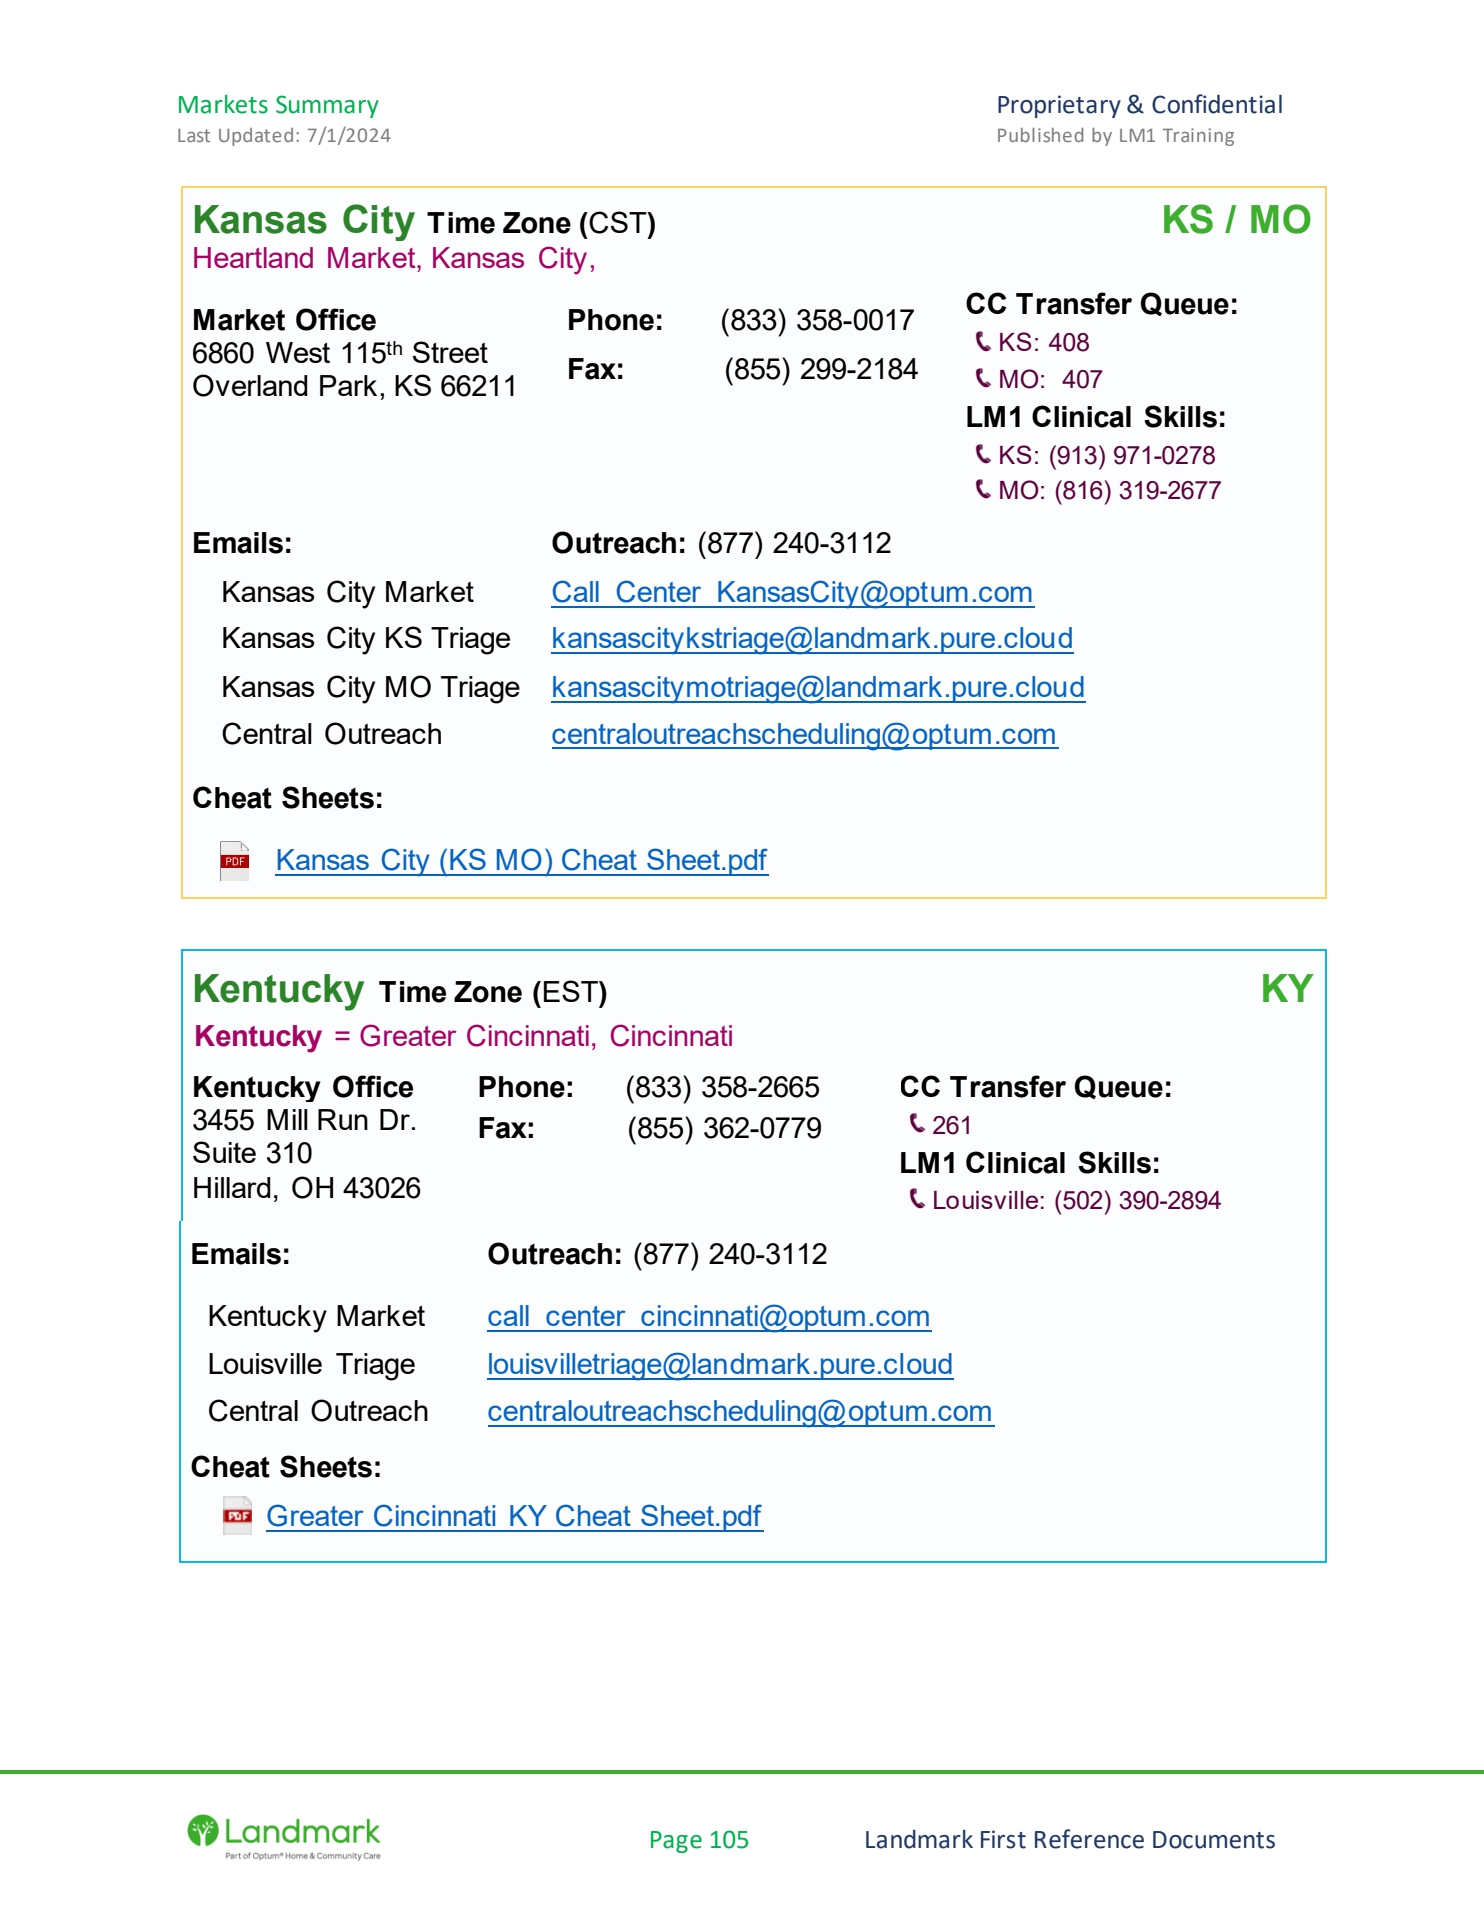 Markets Summary
Last Updated: 7/1/2024
Proprietary & Confidential
Published by LM1 Training
Kansas City Time Zone (CST)
KS / MO
Heartland Market, Kansas City,
Market Office
6860 West 115th Street
Overland Park, KS 66211
Phone: (833) 358-0017
Fax: (855) 299-2184
CC Transfer Queue:
KS: 408
MO: 407
LM1 Clinical Skills:
KS: (913) 971-0278
MO: (816) 319-2677
Emails:
Outreach: (877) 240-3112
Kansas City Market Call_Center_KansasCity@optum.com
Kansas City KS Triage kansascitykstriage@landmark.pure.cloud
Kansas City MO Triage kansascitymotriage@landmark.pure.cloud
Central Outreach centraloutreachscheduling@optum.com
Cheat Sheets:
PDF Kansas City (KS MO) Cheat Sheet.pdf
Kentucky Time Zone (EST)
KY
Kentucky = Greater Cincinnati, Cincinnati
Kentucky Office
3455 Mill Run Dr.
Suite 310
Hillard, OH 43026
Phone: (833) 358-2665
Fax: (855) 362-0779
CC Transfer Queue:
261
LM1 Clinical Skills:
Louisville: (502) 390-2894
Emails:
Outreach: (877) 240-3112
Kentucky Market call_center_cincinnati@optum.com
Louisville Triage louisvilletriage@landmark.pure.cloud
Central Outreach centraloutreachscheduling@optum.com
Cheat Sheets:
PDF Greater Cincinnati KY Cheat Sheet.pdf
Landmark
Part of Optum® Home & Community Care
Page 105
Landmark First Reference Documents